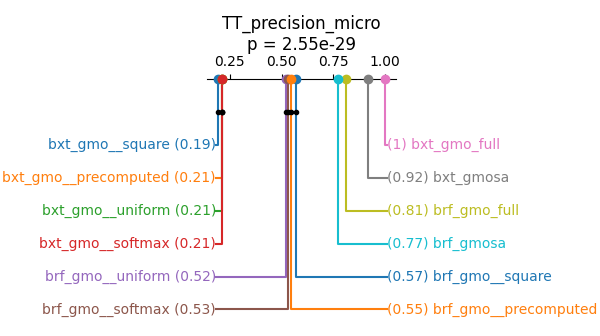 TT_precision_micro
p = 2.55e-29
0.25 0.50 0.75 1.00
bxt_gmo__square (0.19)
(1) bxt_gmo_full
bxt_gmo__precomputed (0.21)
(0.92) bxt_gmosa
bxt_gmo__uniform (0.21)
(0.81) brf_gmo_full
bxt_gmo__softmax (0.21)
(0.77) brf_gmosa
brf_gmo__uniform (0.52)
(0.57) brf_gmo__square
brf_gmo__softmax (0.53)
(0.55) brf_gmo__precomputed